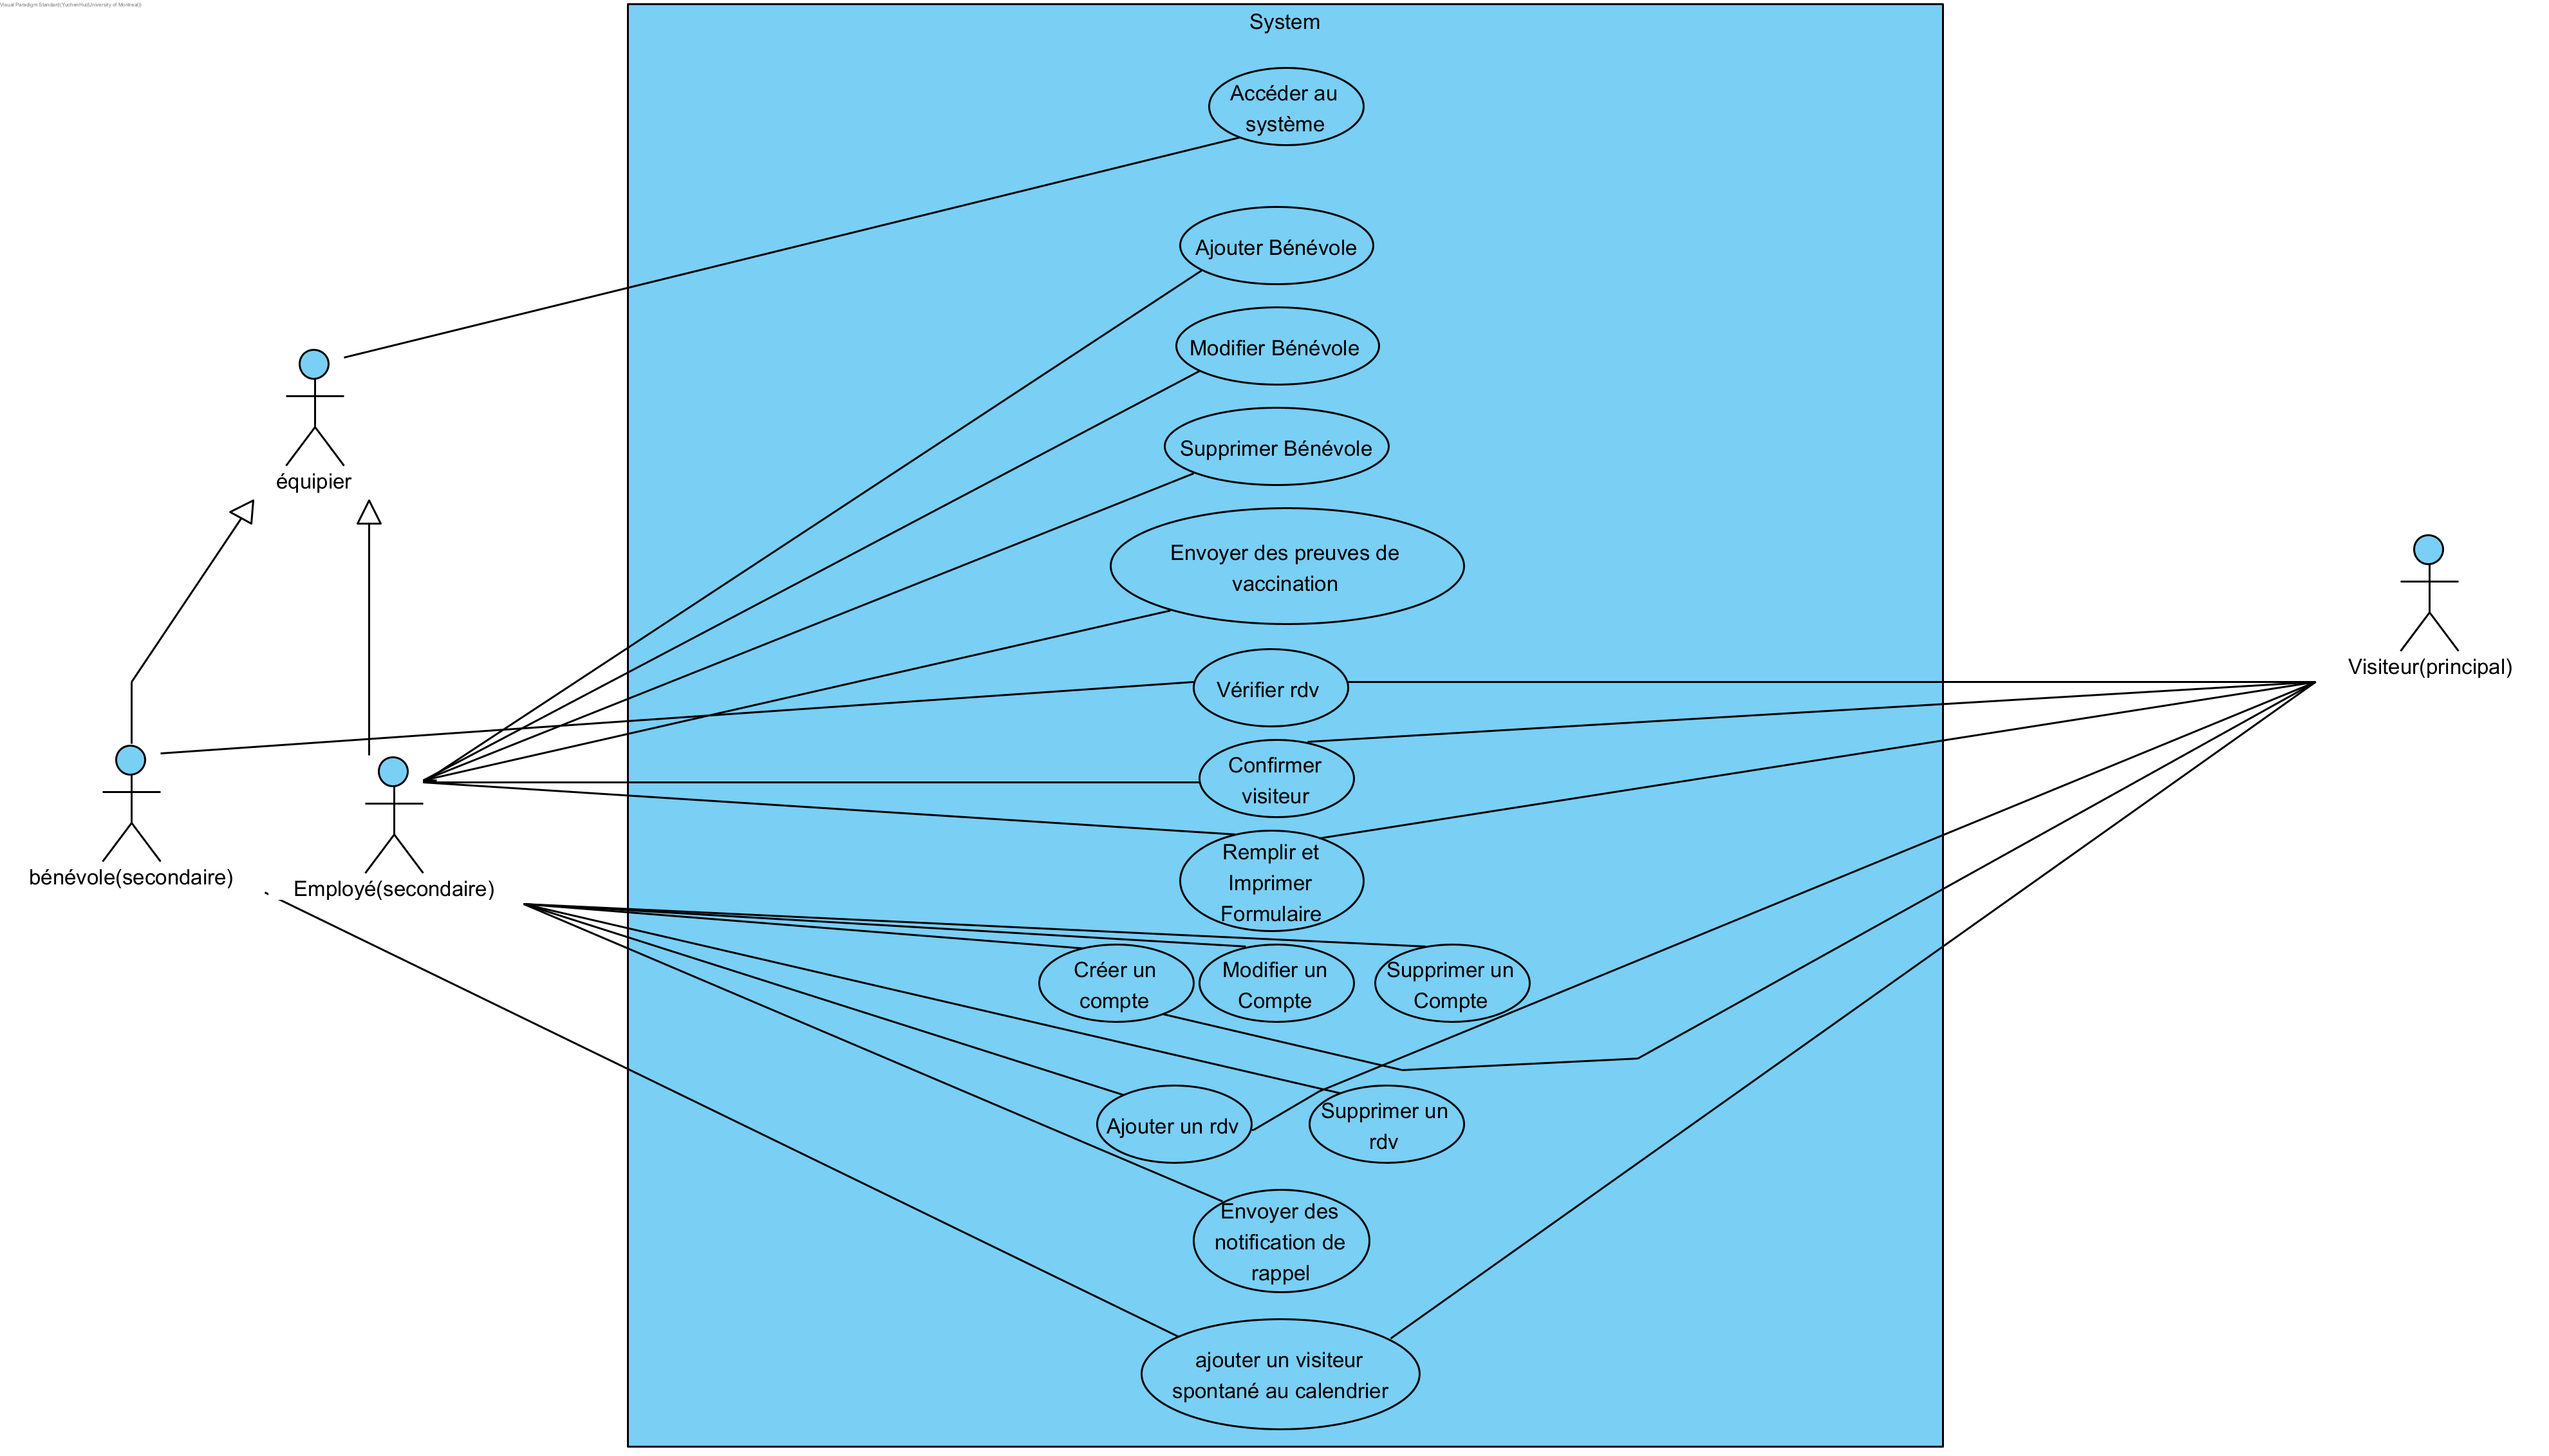 Visual Paradigm Standard(Yuchen Hui(University of Montreal))
System
Accéder au
système
Ajouter Bénévole
Modifier Bénévole
Supprimer Bénévole
équipier
Envoyer des preuves de
vaccination
Visiteur(principal)
Vérifier rdv
Confirmer
visiteur
Remplir et
Imprimer
Formulaire
bénévole(secondaire)
Employé(secondaire)
Créer un
compte
Modifier un
Compte
Supprimer un
Compte
Ajouter un rdv
Supprimer un
rdv
Envoyer des
notification de
rappel
ajouter un visiteur
spontané au calendrier